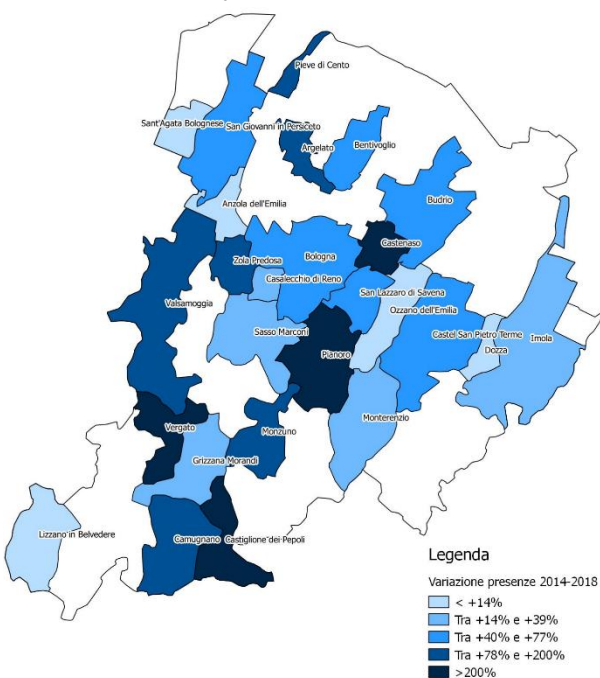 Pieve di Cento
Sant'Agata Bolognese
San Giovanni in Persiceto
Argelato
Bentivoglio
Anzola dell'Emilia
Budrio
Castenaso
Zola Predosa
Bologna
Casalecchio di Reno
San Lazzaro di Savena
Valsamoggia
Ozzano dell'Emilia
Sasso Marconi
Castel San Pietro Terme
Imola
Pianoro
Dozza
Monterenzio
Vergato
Monzuno
Grizzana Morandi
Lizzano in Belvedere
Camugnano
Castiglione dei Pepoli
Legenda
Variazione presenze 2014-2018
< +14%
Tra +14% e +39%
Tra +40% e +77%
Tra +78% e +200%
>200%